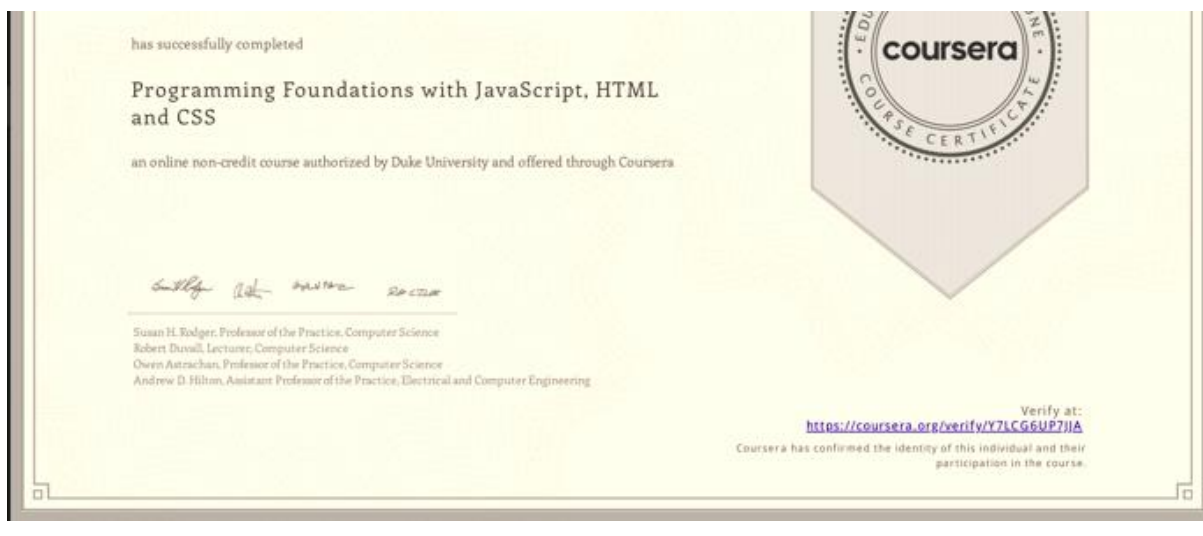 has successfully completed
Programming Foundations with JavaScript, HTML
and CSS
an online non-credit course authorized by Duke University and offered through Coursera
Susan H. Rodger, Professor of the Practice, Computer Science
Robert Duvall, Lecturer, Computer Science
Owen Astrachan, Professor of the Practice, Computer Science
Andrew D. Hilton, Assistant Professor of the Practice, Electrical and Computer Engineering
coursera
COURSE CERTIFICATE
Verify at:
https://coursera.org/verify/Y7LCG6UP7JJA
Coursera has confirmed the identity of this individual and their
participation in the course.